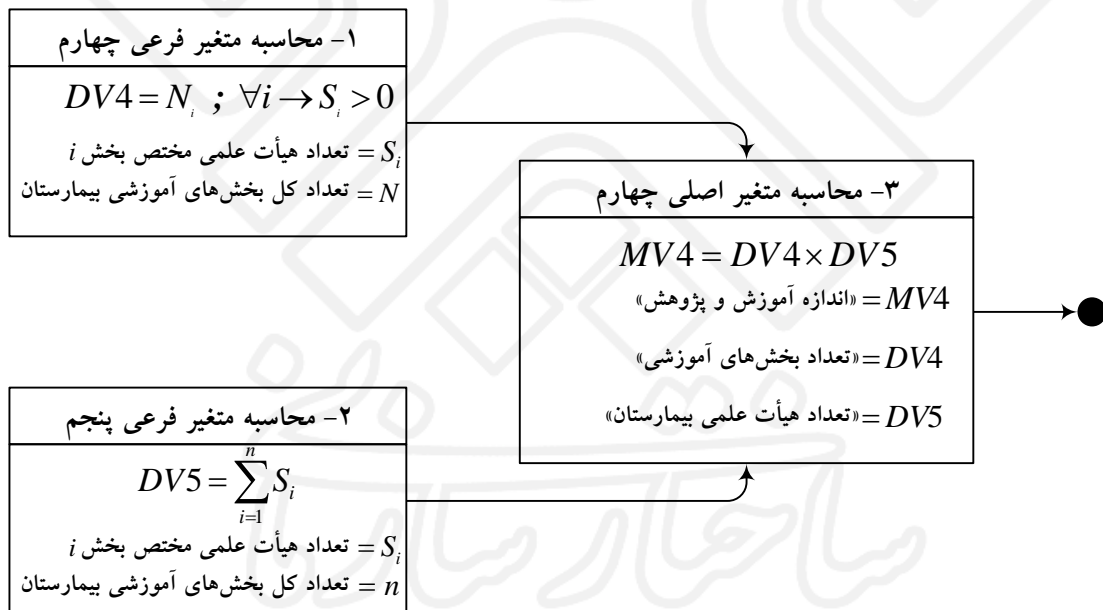 ۱- محاسبه متغیر فرعی چهارم
DV4 = N_i ; ∀i → S_i > 0
S_i = تعداد هیأت علمی مختص بخش i
N = تعداد کل بخش‌های آموزشی بیمارستان
۳- محاسبه متغیر اصلی چهارم
MV4 = DV4 × DV5
MV4 = «اندازه آموزش و پژوهش»
DV4 = «تعداد بخش‌های آموزشی»
DV5 = «تعداد هیأت علمی بیمارستان»
۲- محاسبه متغیر فرعی پنجم
DV5 = ∑_{i=1}^{n} S_i
S_i = تعداد هیأت علمی مختص بخش i
n = تعداد کل بخش‌های آموزشی بیمارستان